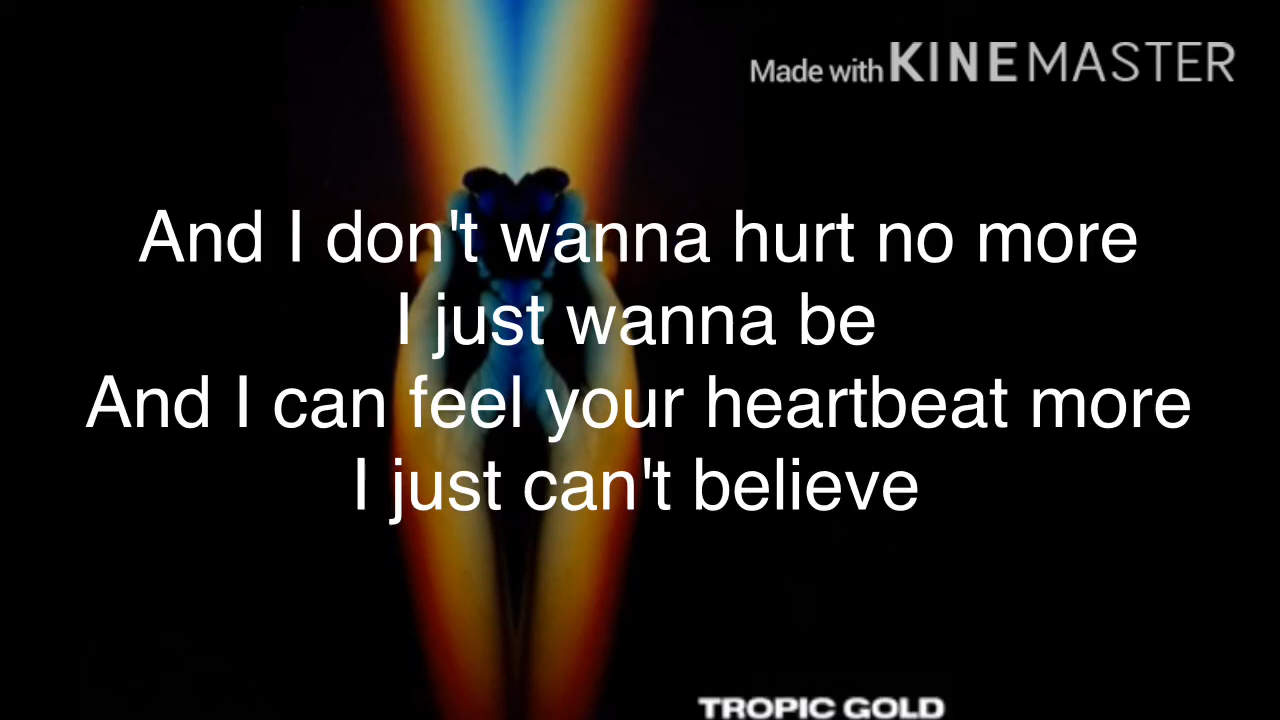 Made with KINEMASTER
And I don't wanna hurt no more
I just wanna be
And I can feel your heartbeat more
I just can't believe
TROPIC GOLD